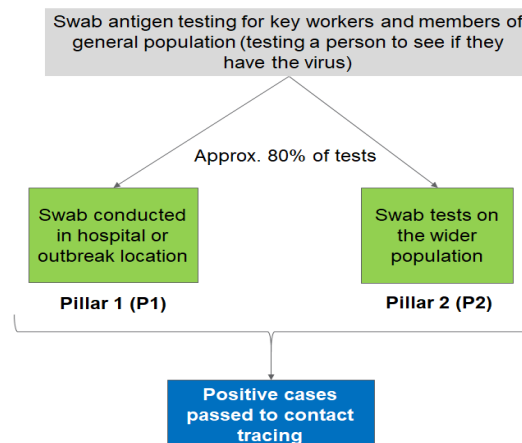 Swab antigen testing for key workers and members of
general population (testing a person to see if they
have the virus)
Approx. 80% of tests
Swab conducted
in hospital or
outbreak location
Swab tests on
the wider
population
Pillar 1 (P1)
Pillar 2 (P2)
Positive cases
passed to contact
tracing